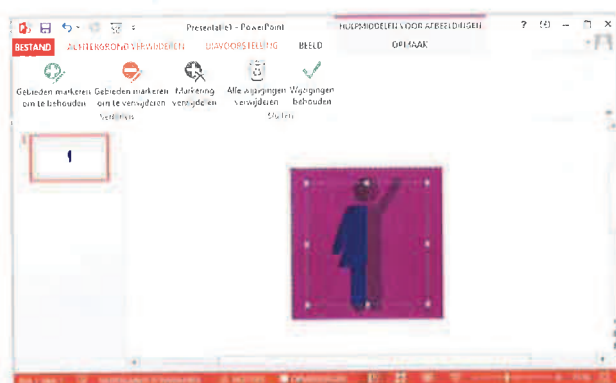 Presentatie1 - PowerPoint
HULPMIDDELEN VOOR AFBEELDINGEN
BESTAND ACHTERGROND VERWIJDEREN DIAVOORSTELLING BEELD OPMAAK
Gebieden markeren Gebieden markeren Markering Alle wijzigingen Wijzigingen
om te behouden om te verwijderen verwijderen verwijderen behouden
Verfijnen Sluiten
1